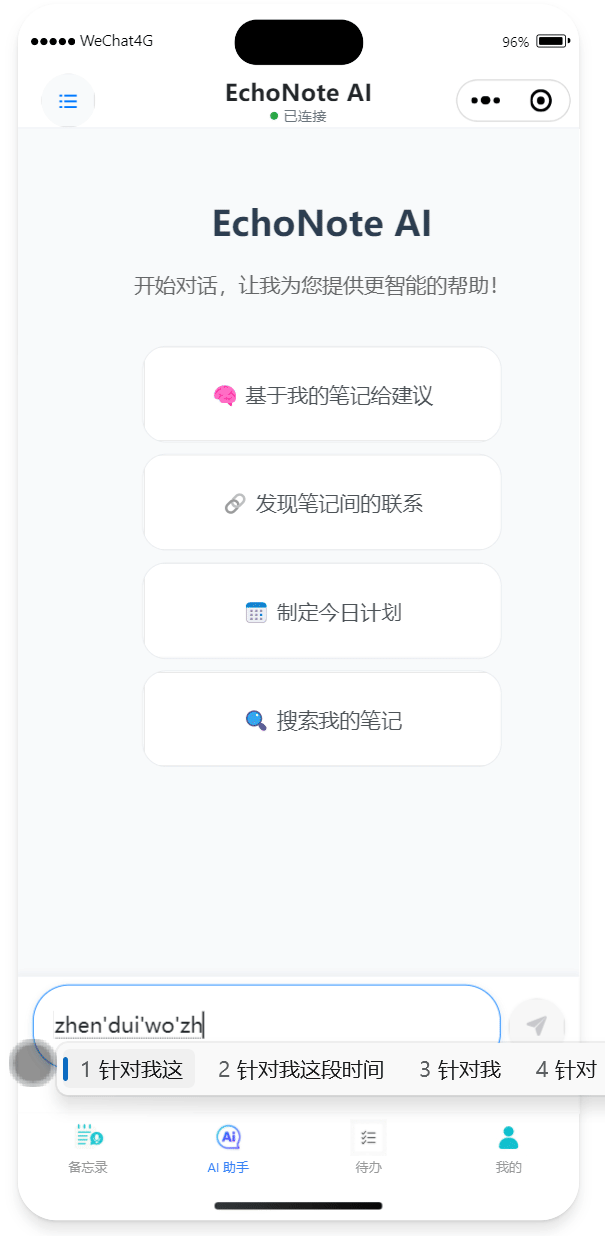 WeChat4G
96%
EchoNote AI
已连接
EchoNote AI
开始对话，让我为您提供更智能的帮助！
基于我的笔记给建议
发现笔记间的联系
制定今日计划
搜索我的笔记
zhen'dui'wo'zh
1 针对我这 2 针对我这段时间 3 针对我 4 针对
备忘录
Ai
AI 助手
待办
我的